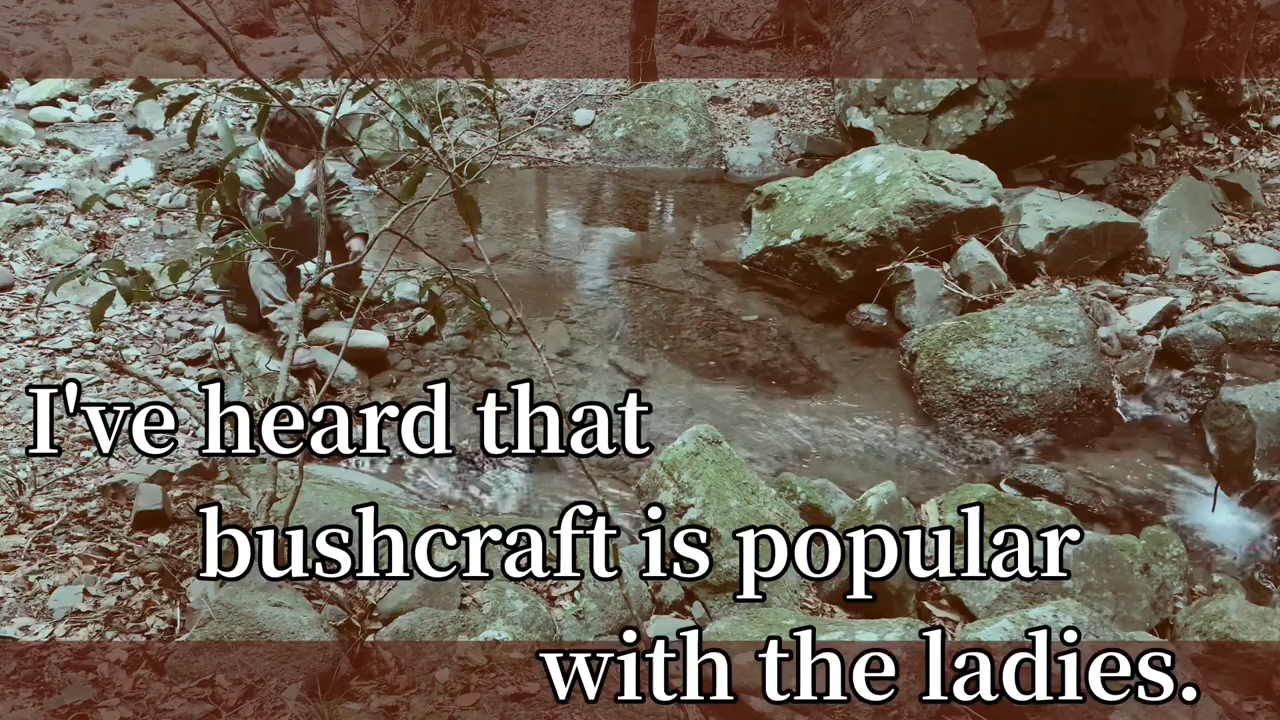 I've heard that
bushcraft is popular
with the ladies.